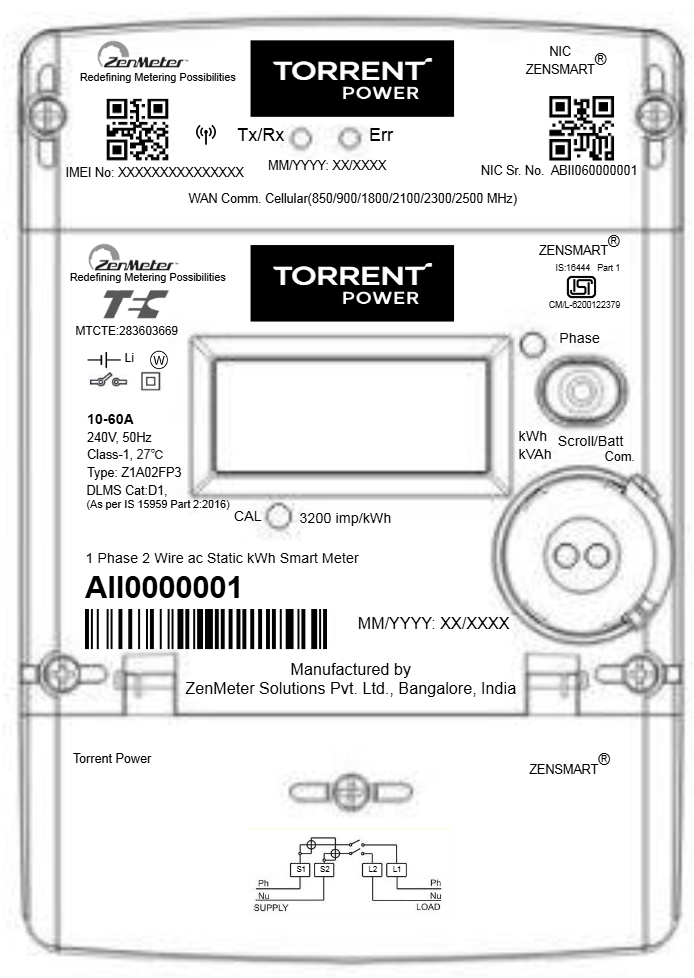 ZenMeter
Redefining Metering Possibilities
TORRENT
POWER
NIC
ZENSMART®
Tx/Rx Err
IMEI No: XXXXXXXXXXXXXXX
MM/YYYY: XX/XXXX
NIC Sr. No. ABII060000001
WAN Comm. Cellular(850/900/1800/2100/2300/2500 MHz)
ZenMeter
Redefining Metering Possibilities
TORRENT
POWER
ZENSMART®
IS:16444 Part 1
ISI
CM/L-6200122379
TEC
MTCTE:283603669
Phase
Li W
10-60A
240V, 50Hz
Class-1, 27℃
Type: Z1A02FP3
DLMS Cat:D1,
(As per IS 15959 Part 2:2016)
kWh
kVAh
Scroll/Batt
Com.
CAL 3200 imp/kWh
1 Phase 2 Wire ac Static kWh Smart Meter
AII0000001
MM/YYYY: XX/XXXX
Manufactured by
ZenMeter Solutions Pvt. Ltd., Bangalore, India
Torrent Power
ZENSMART®
S1 S2 L2 L1
Ph Ph
Nu Nu
SUPPLY LOAD